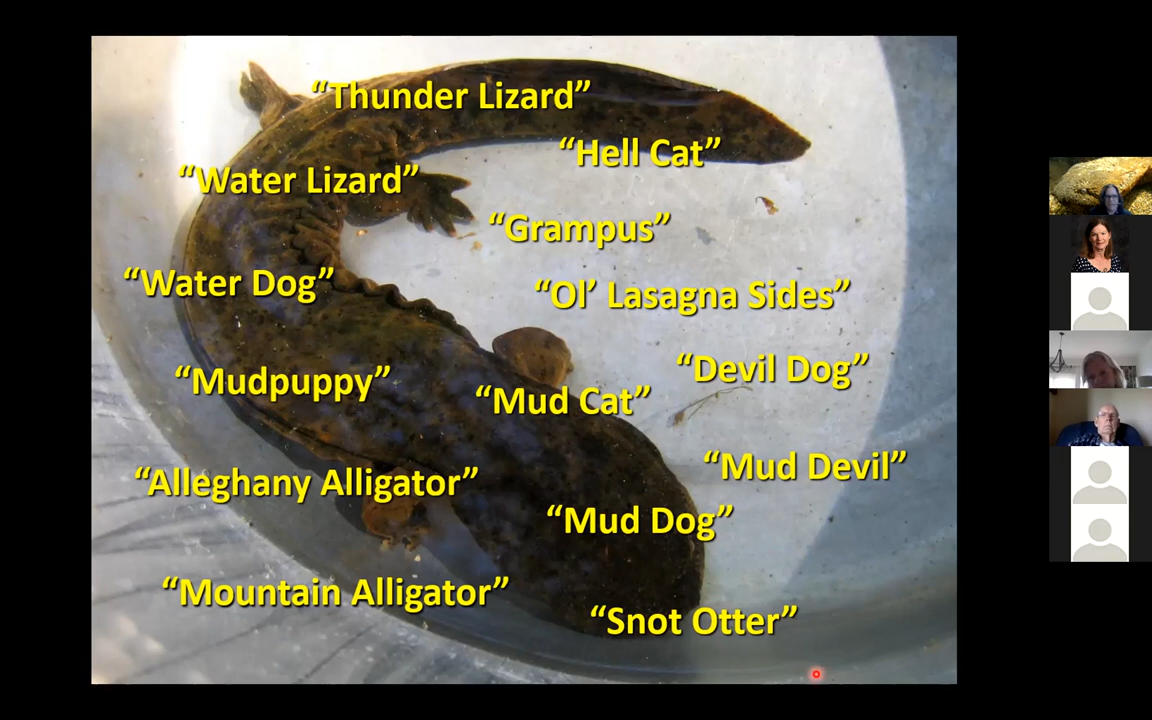 “Thunder Lizard”
“Hell Cat”
“Water Lizard”
“Grampus”
“Water Dog”
“Ol’ Lasagna Sides”
“Devil Dog”
“Mudpuppy”
“Mud Cat”
“Mud Devil”
“Alleghany Alligator”
“Mud Dog”
“Mountain Alligator”
“Snot Otter”